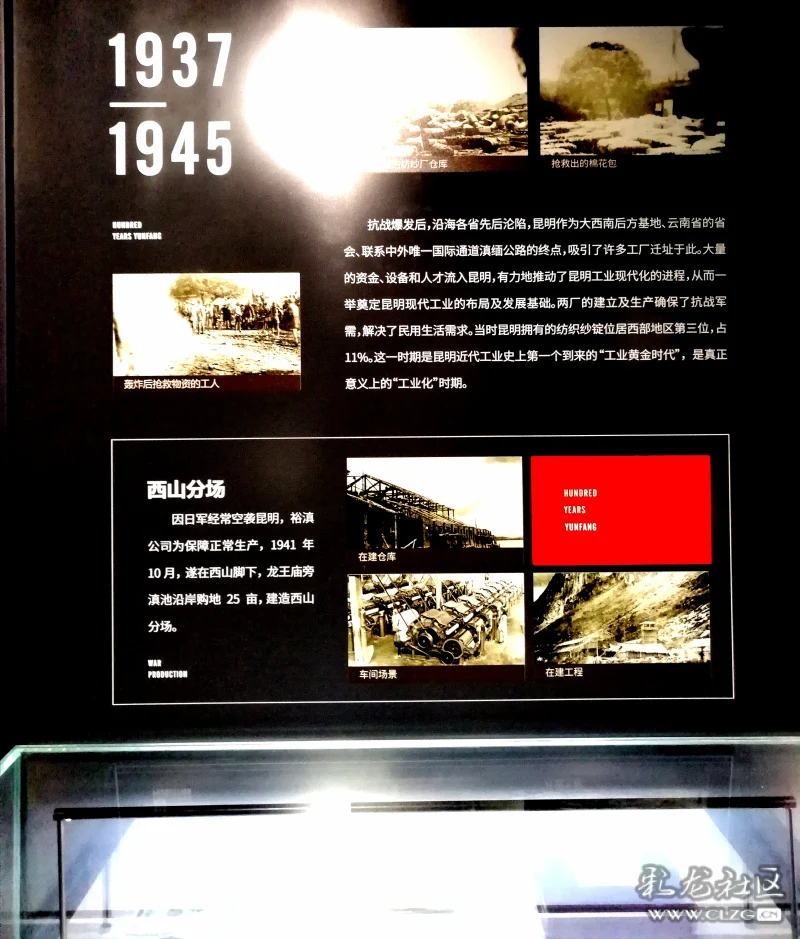 1937
1945
纺纱厂仓库
抢救出的棉花包
HUNDRED
YEARS YUNFANG
抗战爆发后，沿海各省先后沦陷，昆明作为大西南后方基地、云南省的省
会、联系中外唯一国际通道滇缅公路的终点，吸引了许多工厂迁址于此。大量
的资金、设备和人才流入昆明，有力地推动了昆明工业现代化的进程，从而一
举奠定昆明现代工业的布局及发展基础。两厂的建立及生产确保了抗战军
需，解决了民用生活需求。当时昆明拥有的纺织纱锭位居西部地区第三位，占
11%。这一时期是昆明近代工业史上第一个到来的“工业黄金时代”，是真正
意义上的“工业化”时期。
轰炸后抢救物资的工人
西山分场
因日军经常空袭昆明，裕滇
公司为保障正常生产，1941 年
10 月，遂在西山脚下，龙王庙旁
滇池沿岸购地 25 亩，建造西山
分场。
WAR
PRODUCTION
在建仓库
HUNDRED
YEARS
YUNFANG
车间场景
在建工程
彩龙社区
www.CLZG.CN